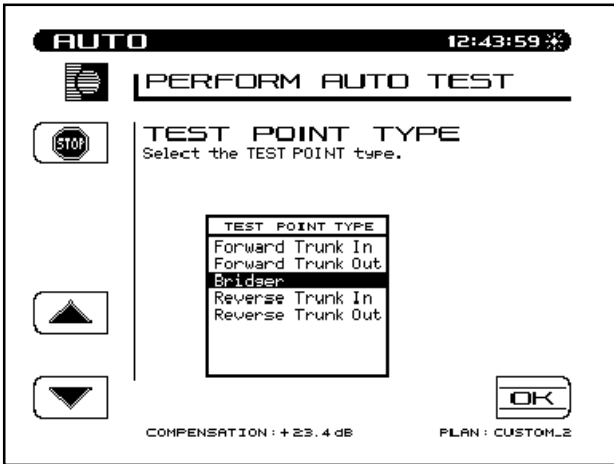 AUTO 12:43:59
PERFORM AUTO TEST
STOP
TEST POINT TYPE
Select the TEST POINT type.
TEST POINT TYPE
Forward Trunk In
Forward Trunk Out
Bridger
Reverse Trunk In
Reverse Trunk Out
OK
COMPENSATION : +23.4 dB PLAN : CUSTOM_2